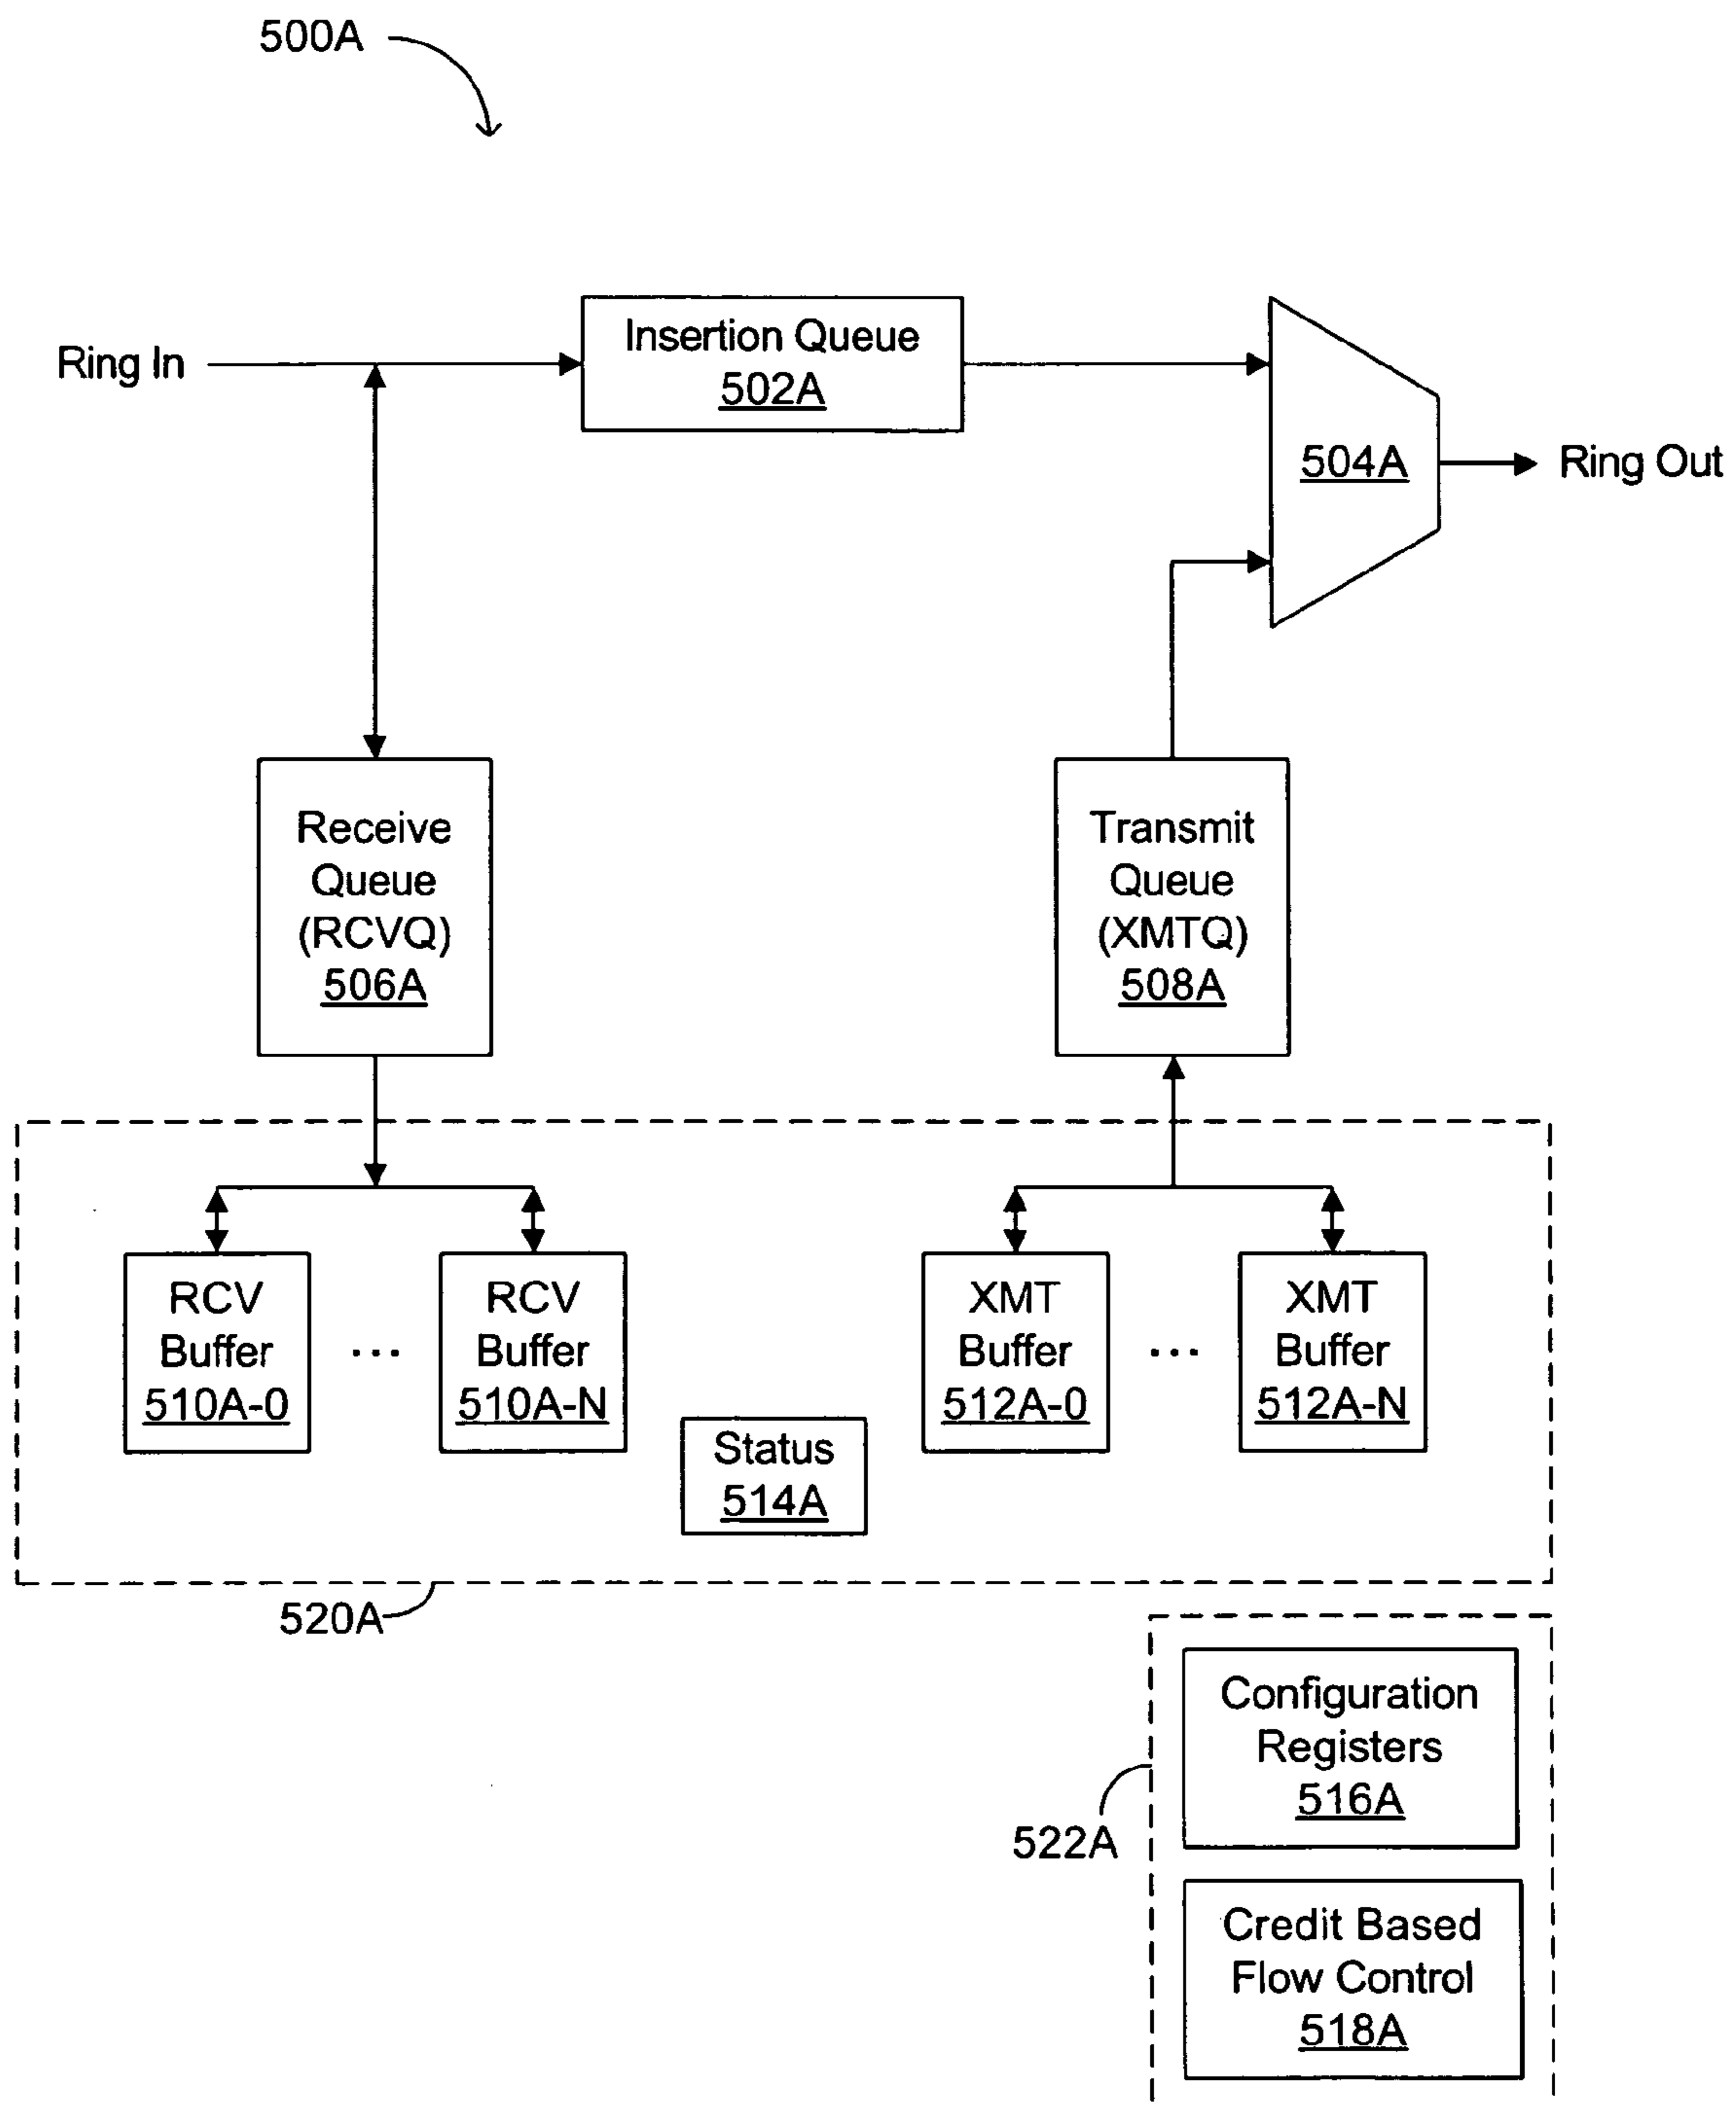 500A
Insertion Queue
502A
Ring In
504A
Ring Out
Receive
Queue
(RCVQ)
506A
Transmit
Queue
(XMTQ)
508A
RCV
Buffer
510A-0
...
RCV
Buffer
510A-N
Status
514A
XMT
Buffer
512A-0
...
XMT
Buffer
512A-N
520A
Configuration
Registers
516A
522A
Credit Based
Flow Control
518A